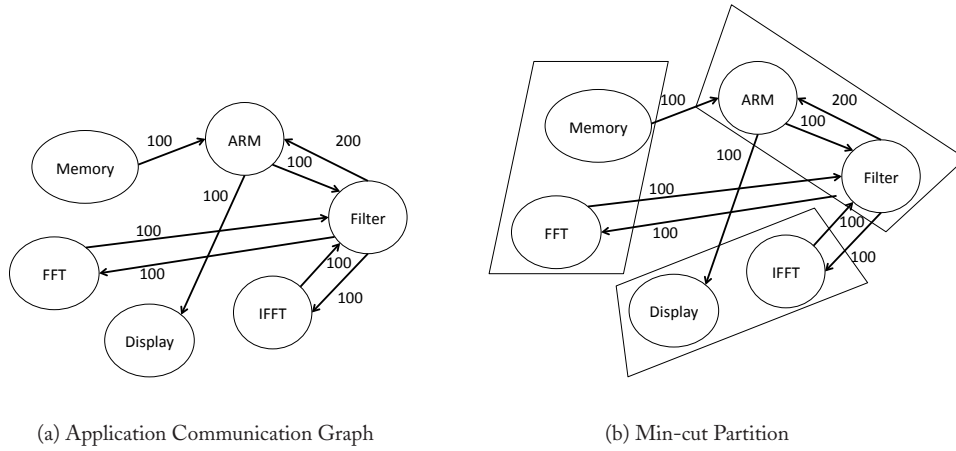 100
ARM
200
Memory
100
100
Filter
100
FFT
100
100
100
IFFT
Display
(a) Application Communication Graph
100
ARM
200
Memory
100
100
Filter
100
FFT
100
100
100
IFFT
Display
(b) Min-cut Partition